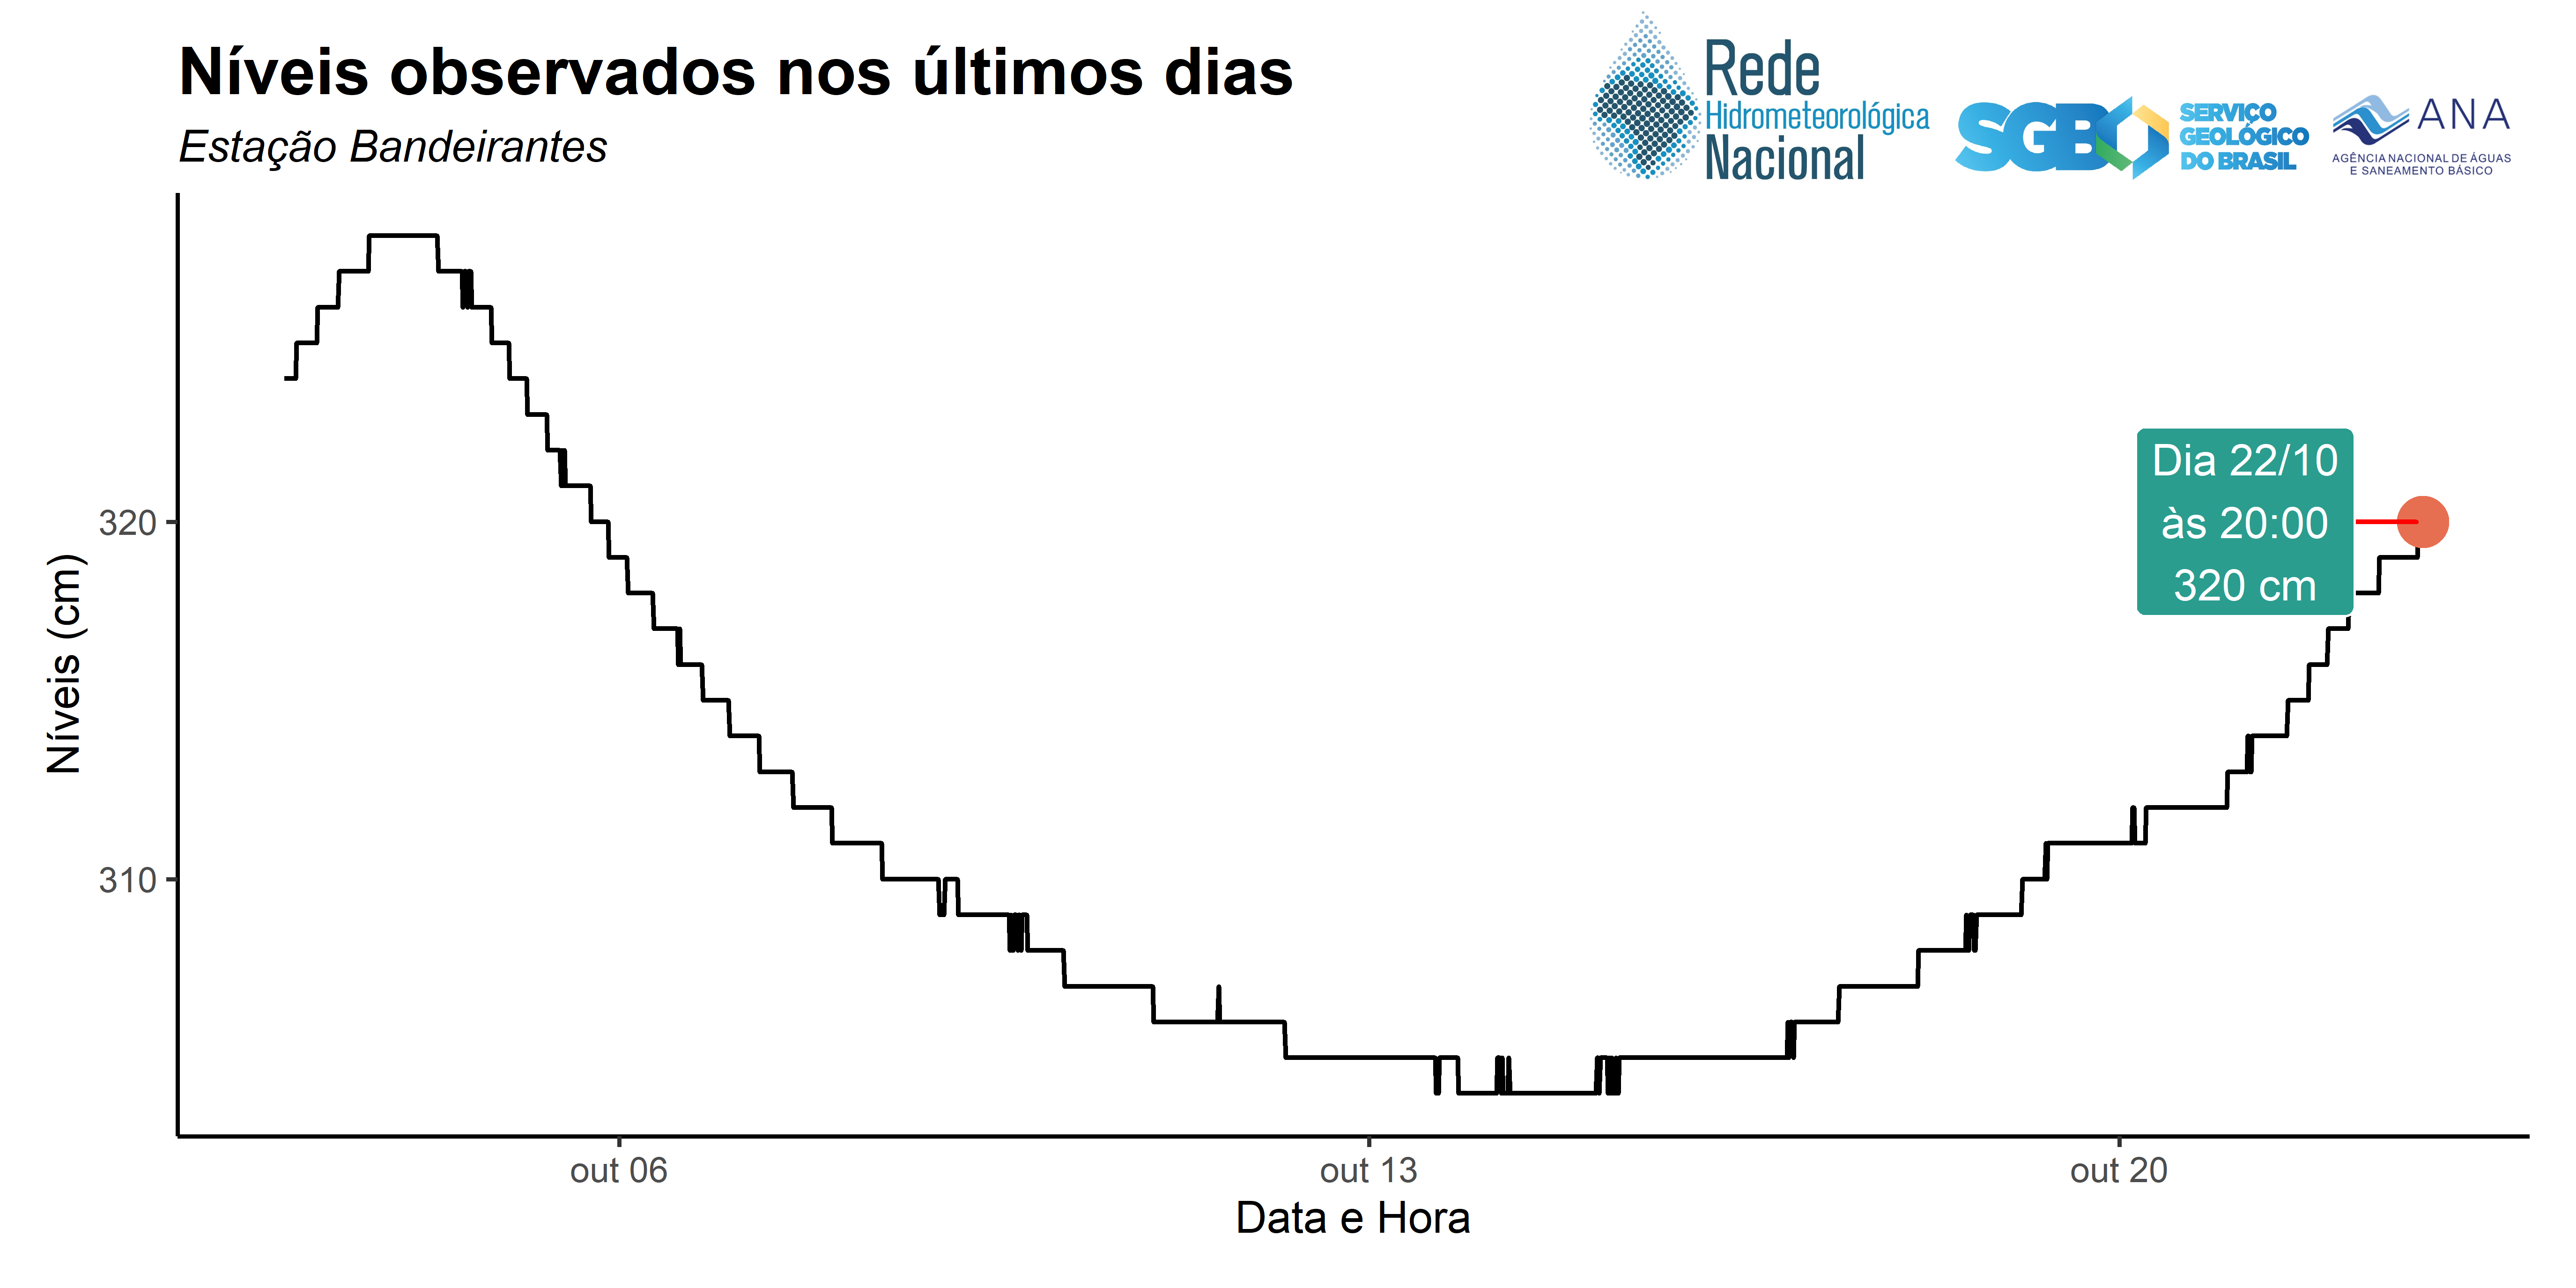 Níveis observados nos últimos dias
Estação Bandeirantes
Rede
Hidrometeorológica
Nacional
SGB
SERVIÇO
GEOLÓGICO
DO BRASIL
ANA
AGÊNCIA NACIONAL DE ÁGUAS
E SANEAMENTO BÁSICO
Dia 22/10
às 20:00
320 cm
320
310
Níveis (cm)
out 06
out 13
out 20
Data e Hora